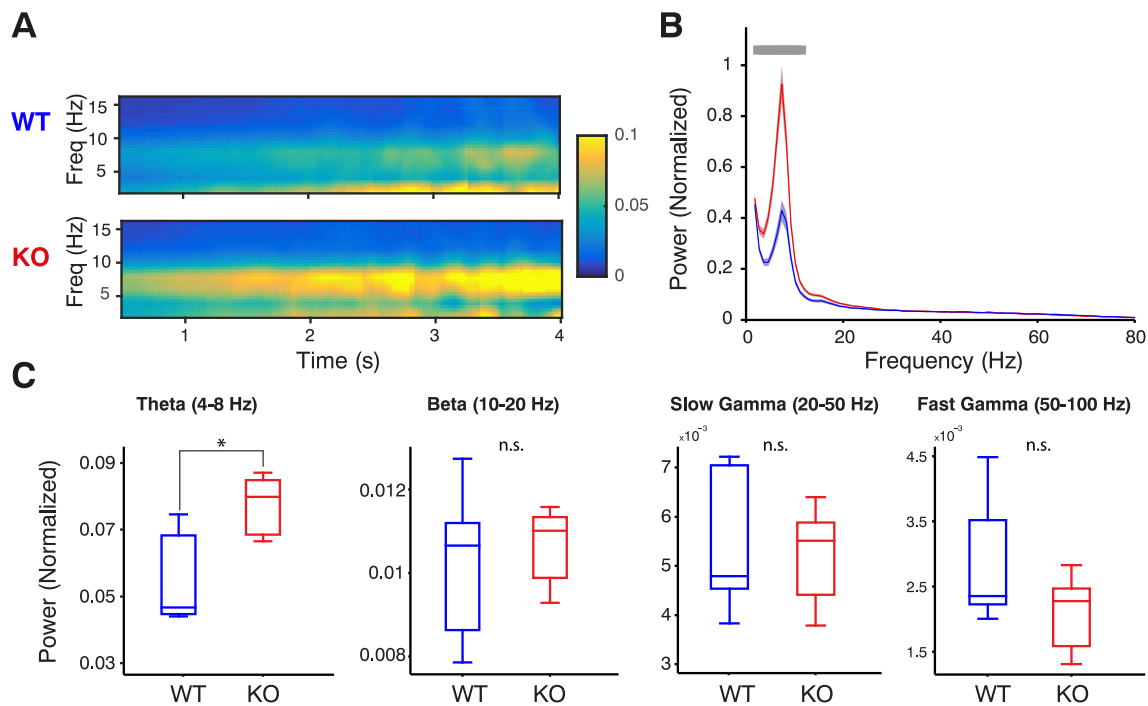 A
WT
Freq (Hz)
15
10
5
KO
Freq (Hz)
15
10
5
1
2
3
4
Time (s)
0.1
0.05
0
B
Power (Normalized)
1
0.8
0.6
0.4
0.2
0
0
20
40
60
80
Frequency (Hz)
C
Theta (4-8 Hz)
*
Power (Normalized)
0.09
0.07
0.05
0.03
WT KO
Beta (10-20 Hz)
n.s.
0.012
0.01
0.008
WT KO
Slow Gamma (20-50 Hz)
×10⁻³
n.s.
7
6
5
4
3
WT KO
Fast Gamma (50-100 Hz)
×10⁻³
n.s.
4.5
3.5
2.5
1.5
WT KO